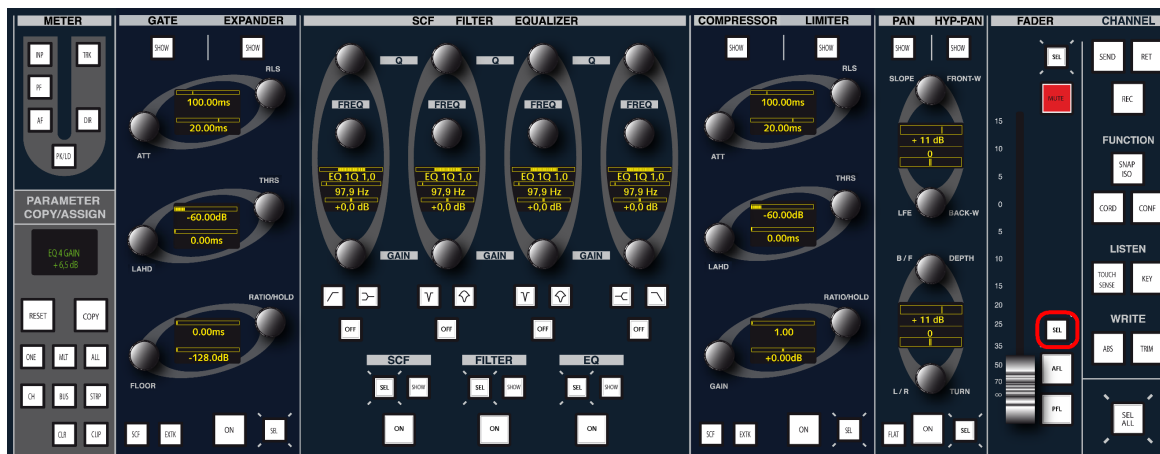 METER
GATE EXPANDER
SCF FILTER EQUALIZER
COMPRESSOR LIMITER
PAN HYP-PAN
FADER
CHANNEL
INP TRK
PF
AF DIR
PK/LD
PARAMETER
COPY/ASSIGN
EQ 4 GAIN
+ 6,5 dB
RESET COPY
ONE MLT ALL
CH BUS STRP
CLR CLIP
SHOW SHOW
RLS
100.00ms
20.00ms
ATT
THRS
-60.00dB
0.00ms
LAHD
RATIO/HOLD
0.00ms
-128.0dB
FLOOR
SCF EXTK ON SEL
Q Q Q
FREQ FREQ FREQ FREQ
EQ 1Q 1,0 EQ 1Q 1,0 EQ 1Q 1,0 EQ 1Q 1,0
97,9 Hz 97,9 Hz 97,9 Hz 97,9 Hz
+0,0 dB +0,0 dB +0,0 dB +0,0 dB
GAIN GAIN GAIN
OFF OFF OFF OFF
SCF FILTER EQ
SEL SHOW SEL SHOW SEL SHOW
ON ON ON
SHOW SHOW
RLS
100.00ms
20.00ms
ATT
THRS
-60.00dB
0.00ms
LAHD
RATIO/HOLD
1.00
+0.00dB
GAIN
SCF EXTK ON SEL
SHOW SHOW
SLOPE FRONT-W
+ 11 dB
0
LFE BACK-W
B / F DEPTH
+ 11 dB
0
L / R TURN
FLAT ON SEL
SEL
MUTE
15
10
5
0
5
10
15
20
25
35
50
70
∞
SEL
AFL
PFL
SEND RET
REC
FUNCTION
SNAP
ISO
CORD CONF
LISTEN
TOUCH
SENSE
KEY
WRITE
ABS TRIM
SEL
ALL